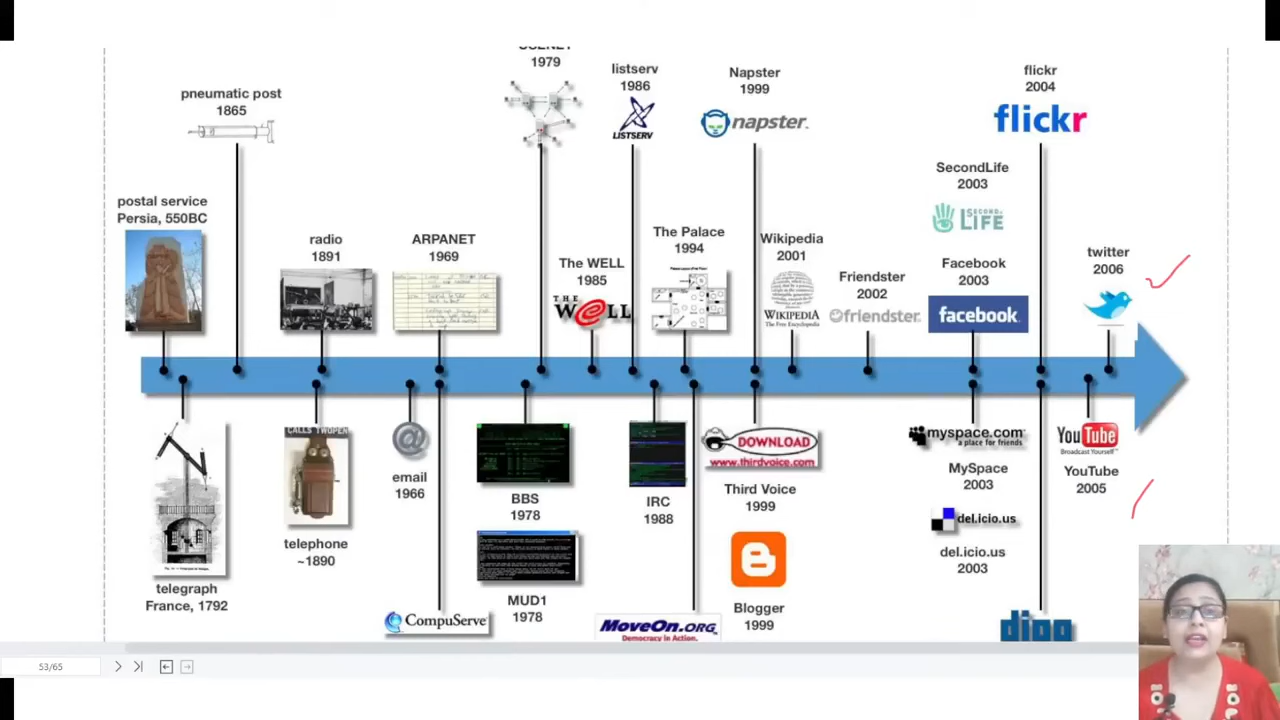 1979
listserv
1986
LISTSERV
Napster
1999
napster.
flickr
2004
flickr
pneumatic post
1865
SecondLife
2003
SECOND
LIFE
postal service
Persia, 550BC
radio
1891
ARPANET
1969
The WELL
1985
THE
WELL
The Palace
1994
Wikipedia
2001
WIKIPEDIA
The Free Encyclopedia
Friendster
2002
friendster.
Facebook
2003
facebook.
twitter
2006
CALLS TWOPEN
telephone
~1890
telegraph
France, 1792
@
email
1966
CompuServe
BBS
1978
MUD1
1978
IRC
1988
MoveOn.ORG
Democracy in Action.
DOWNLOAD
www.thirdvoice.com
Third Voice
1999
Blogger
1999
myspace.com
a place for friends
MySpace
2003
del.icio.us
del.icio.us
2003
YouTube
Broadcast Yourself
YouTube
2005
53/65